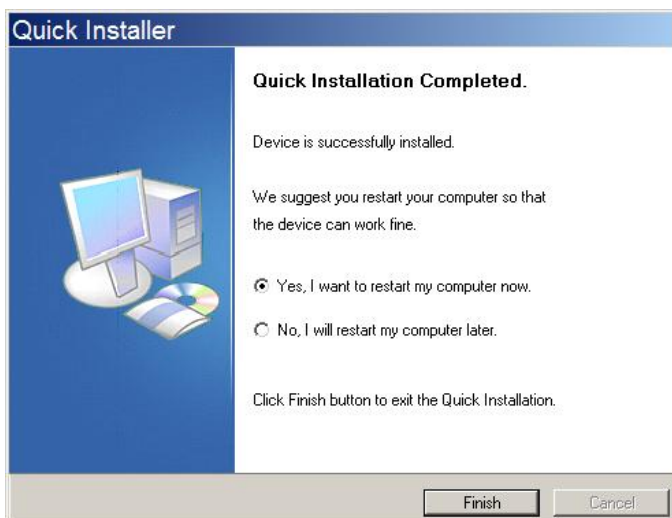 Quick Installer
Quick Installation Completed.
Device is successfully installed.
We suggest you restart your computer so that
the device can work fine.
Yes, I want to restart my computer now.
No, I will restart my computer later.
Click Finish button to exit the Quick Installation.
Finish
Cancel